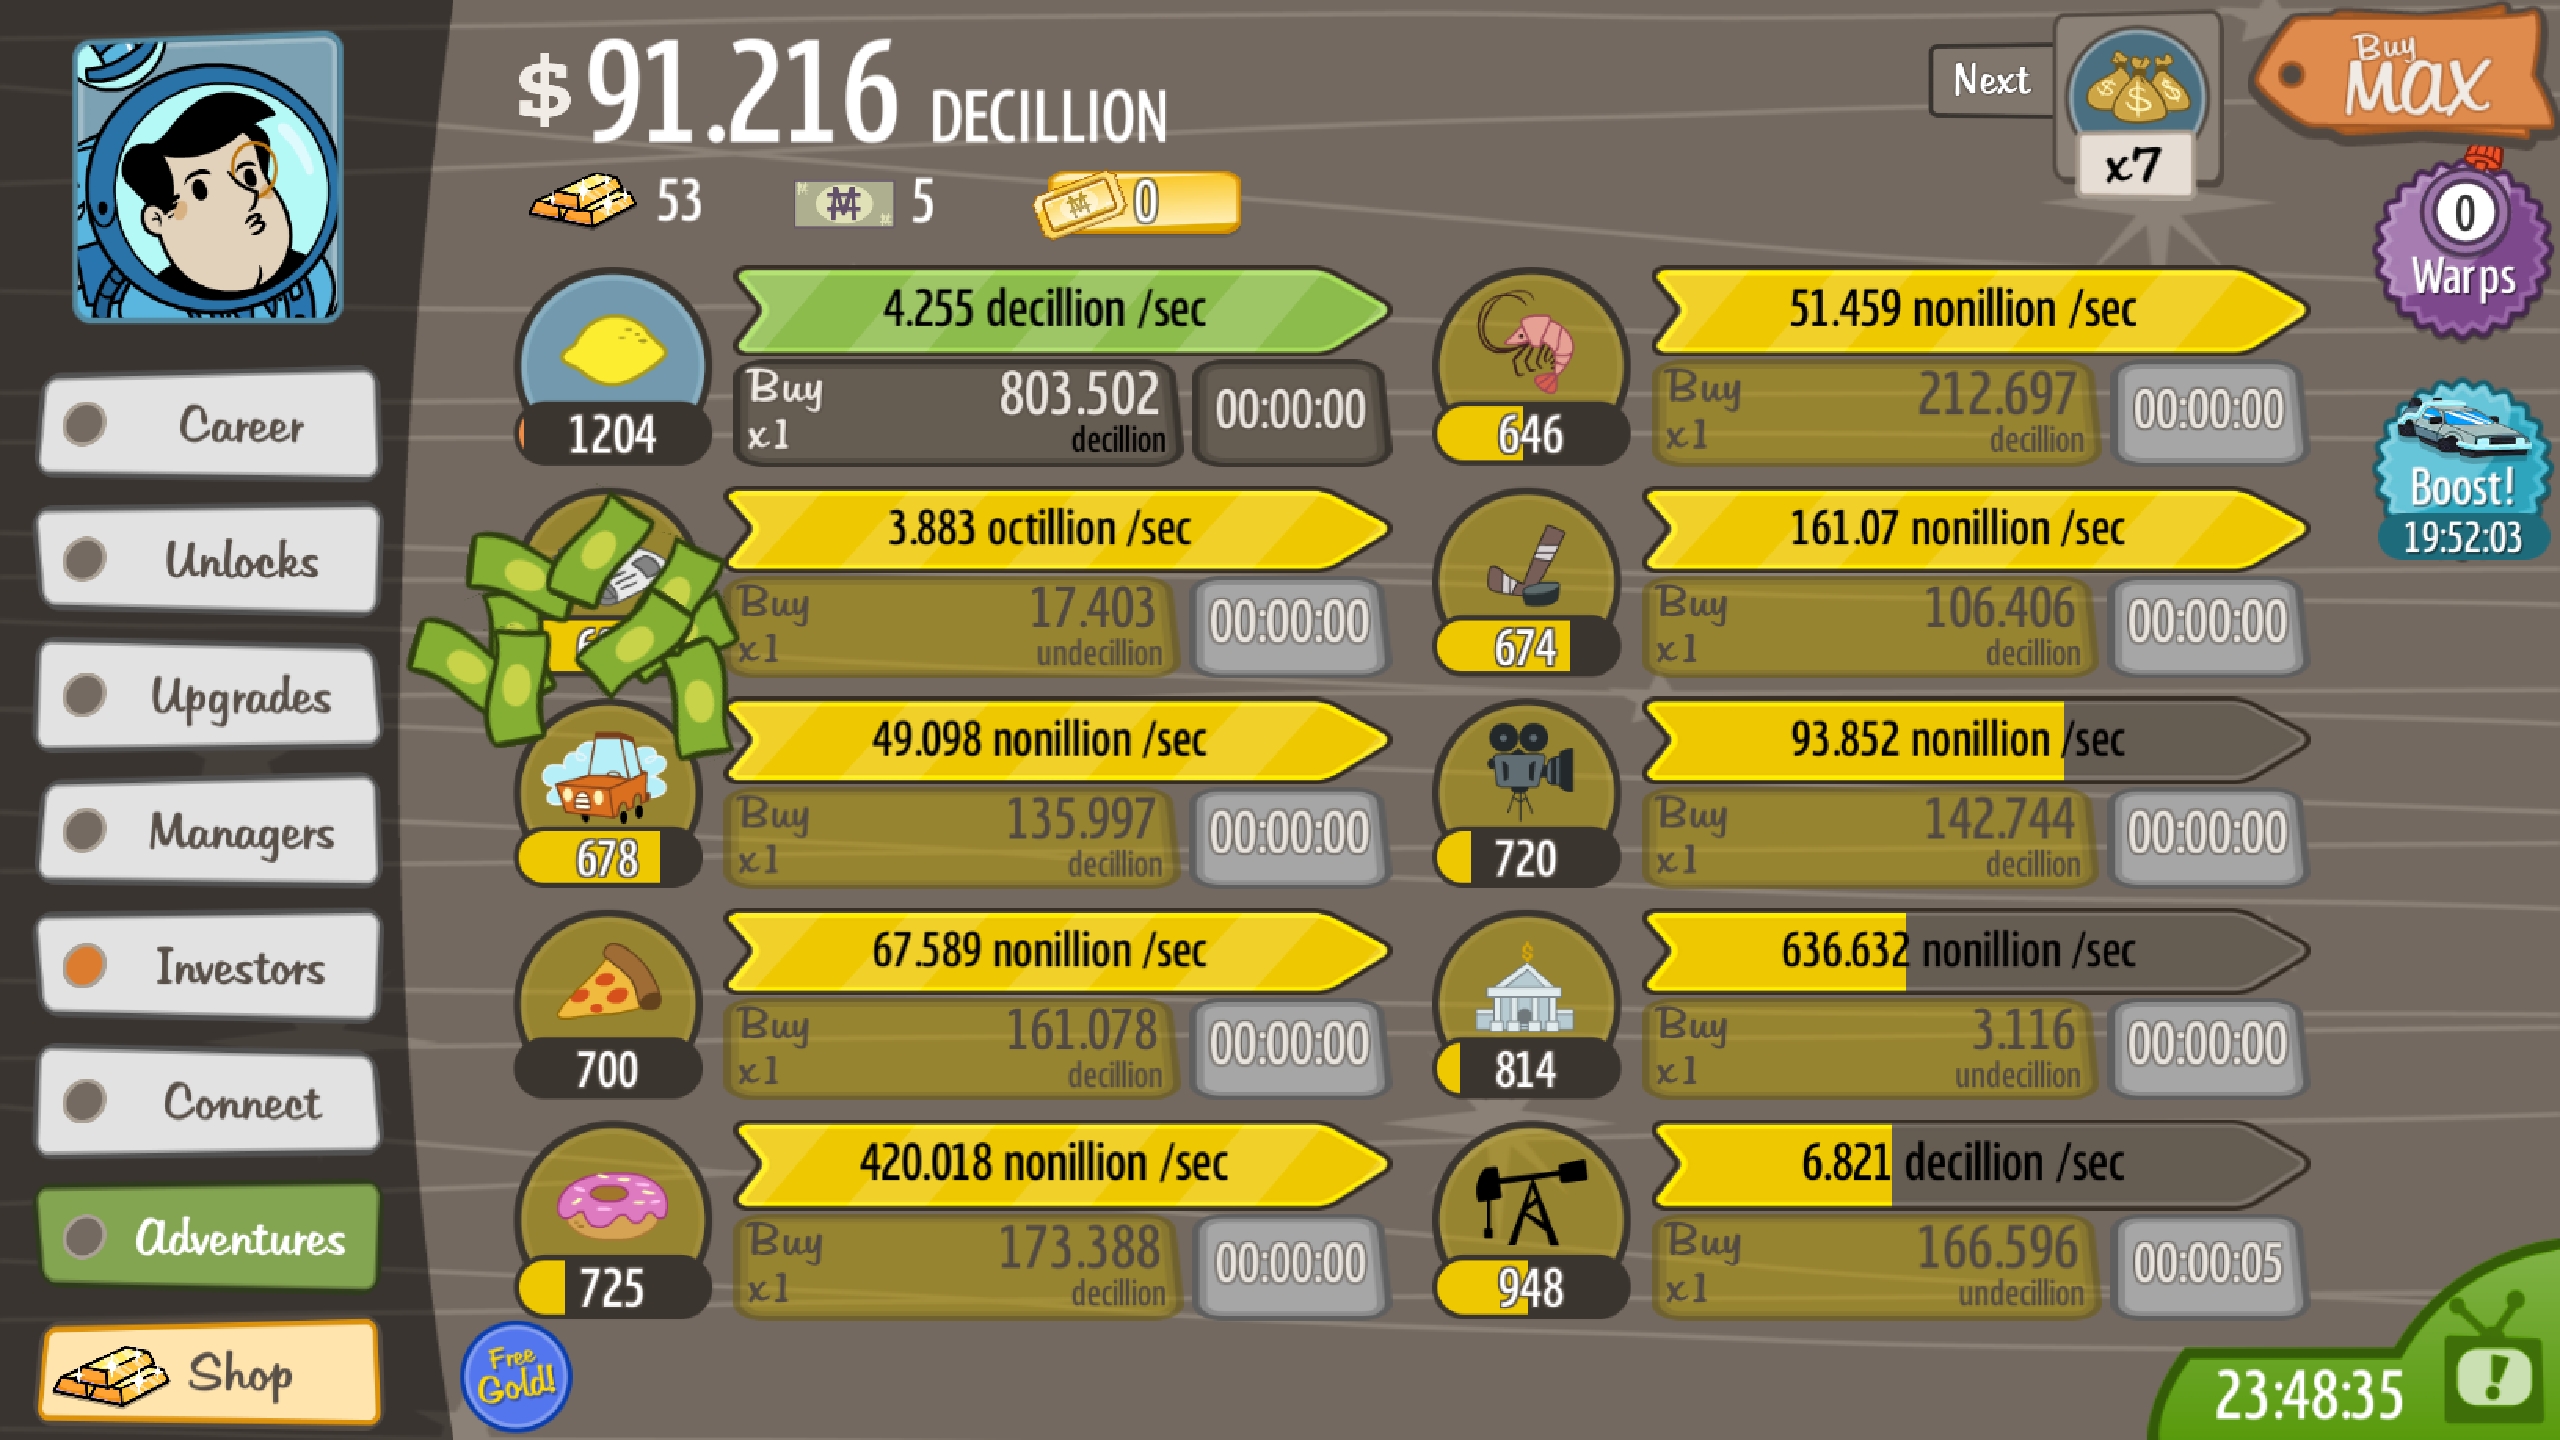 $91.216 DECILLION
Next
x7
Buy
MAX
53
5
0
0
Warps
Boost!
19:52:03
Career
Unlocks
Upgrades
Managers
Investors
Connect
Adventures
Shop
4.255 decillion /sec
1204
Buy
x1
803.502
decillion
00:00:00
51.459 nonillion /sec
646
Buy
x1
212.697
decillion
00:00:00
3.883 octillion /sec
Buy
x1
17.403
undecillion
00:00:00
161.07 nonillion /sec
674
Buy
x1
106.406
decillion
00:00:00
49.098 nonillion /sec
678
Buy
x1
135.997
decillion
00:00:00
93.852 nonillion /sec
720
Buy
x1
142.744
decillion
00:00:00
67.589 nonillion /sec
700
Buy
x1
161.078
decillion
00:00:00
636.632 nonillion /sec
814
Buy
x1
3.116
undecillion
00:00:00
420.018 nonillion /sec
725
Buy
x1
173.388
decillion
00:00:00
6.821 decillion /sec
948
Buy
x1
166.596
undecillion
00:00:05
Free
Gold!
23:48:35